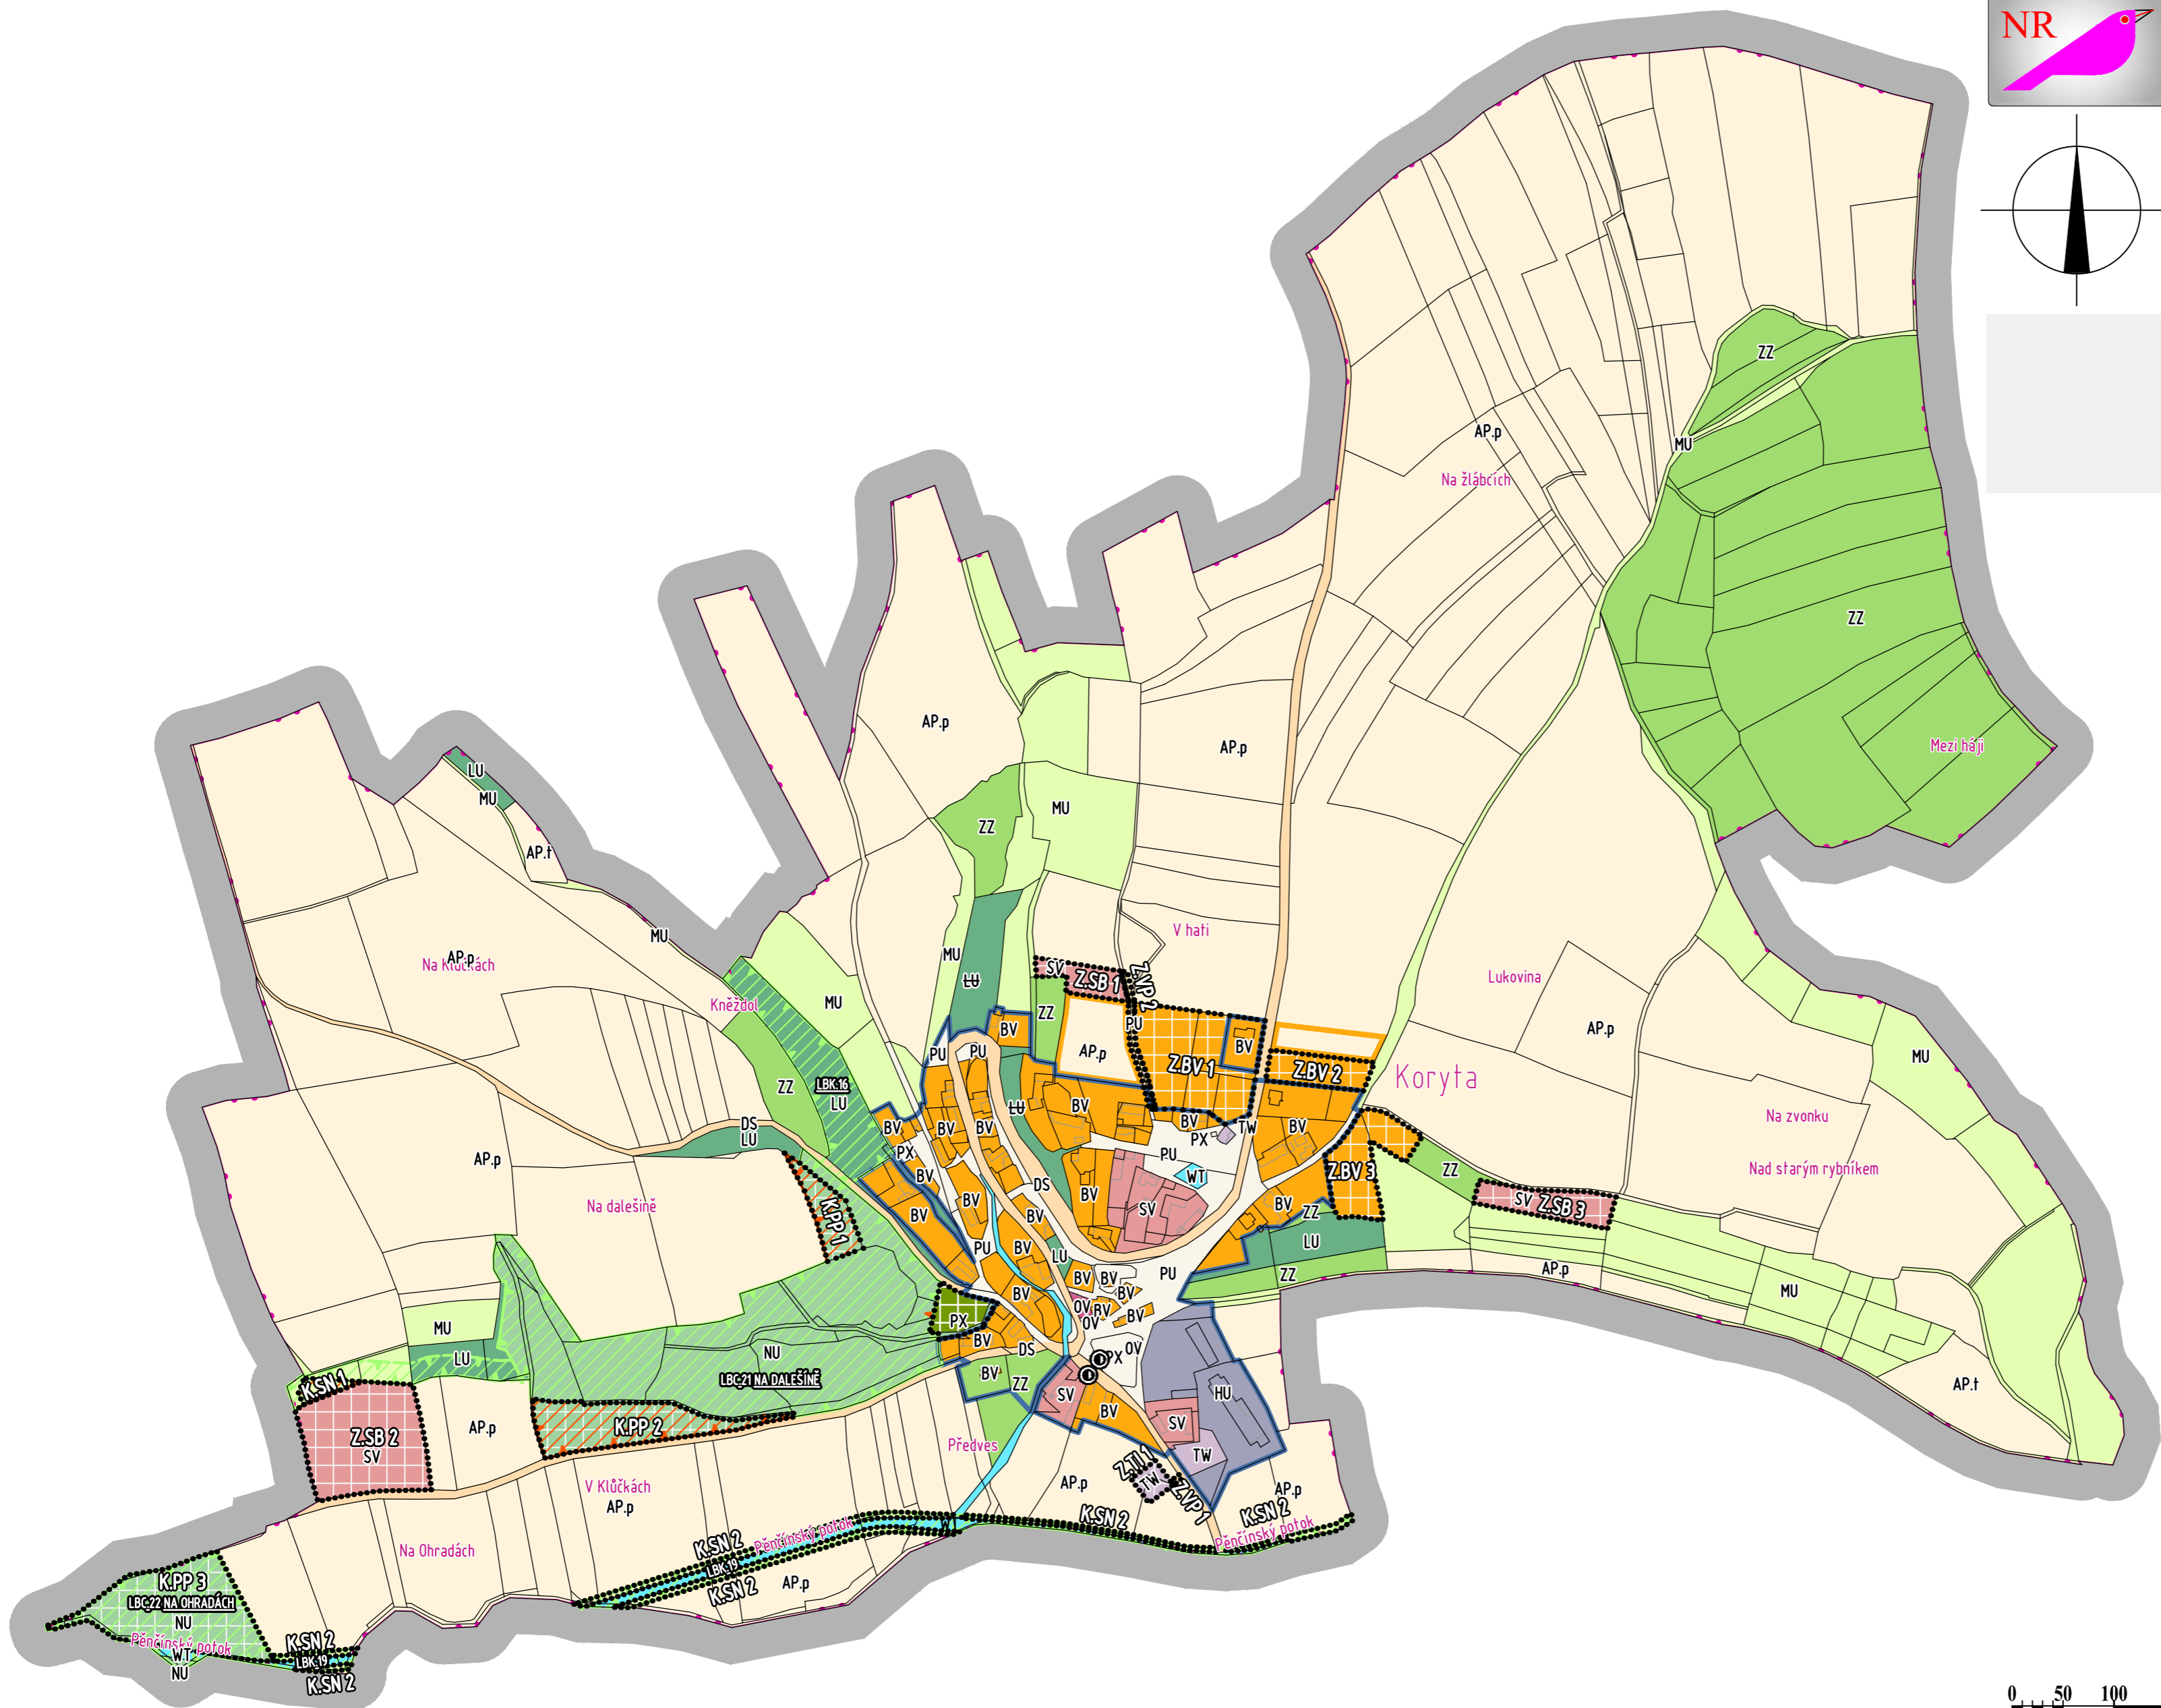 NR
ZZ
AP.p
MU
Na žlábcích
ZZ
AP.p
AP.p
Mezi háji
LU
MU
MU
ZZ
AP.t
V hati
MU
AP.p
Na Klůčkách
MU
SV
Z.SB 1
Z.VP 2
Lukovina
LU
Kněždol
MU
ZZ
PU
AP.p
BV
PU
PU
AP.p
BV
MU
Z.BV 1
Z.BV 2
Koryta
ZZ
LBK:16
LU
LU
BV
Na zvonku
DS
LU
BV
BV
BV
BV
TW
BV
PX
PX
PU
AP.p
Nad starým rybníkem
BV
WT
Z.BV 3
ZZ
DS
BV
Na dalešině
K.PP 1
BV
BV
BV
SV
BV
ZZ
SV
Z.SB 3
PU
BV
LU
LU
PU
ZZ
AP.p
BV
BV
BV
BV
MU
OV
BV
OV
BV
PX
MU
BV
DS
OV
PX
NU
LU
LBC:21 NA DALEŠÍNĚ
BV
ZZ
SV
HU
AP.t
K.SN 1
BV
SV
AP.p
K.PP 2
Z.SB 2
SV
Předves
TW
Z.TI 1
TW
Z.VP 1
V Klůčkách
AP.p
AP.p
AP.p
K.SN 2
K.SN 2
Pěnčínský potok
Pěnčínský potok
K.SN 2
LBK:19
K.SN 2
AP.p
Na Ohradách
K.PP 3
LBC:22 NA OHRADÁCH
NU
Pěnčínský potok
WT
NU
K.SN 2
LBK:19
K.SN 2
0 50 100